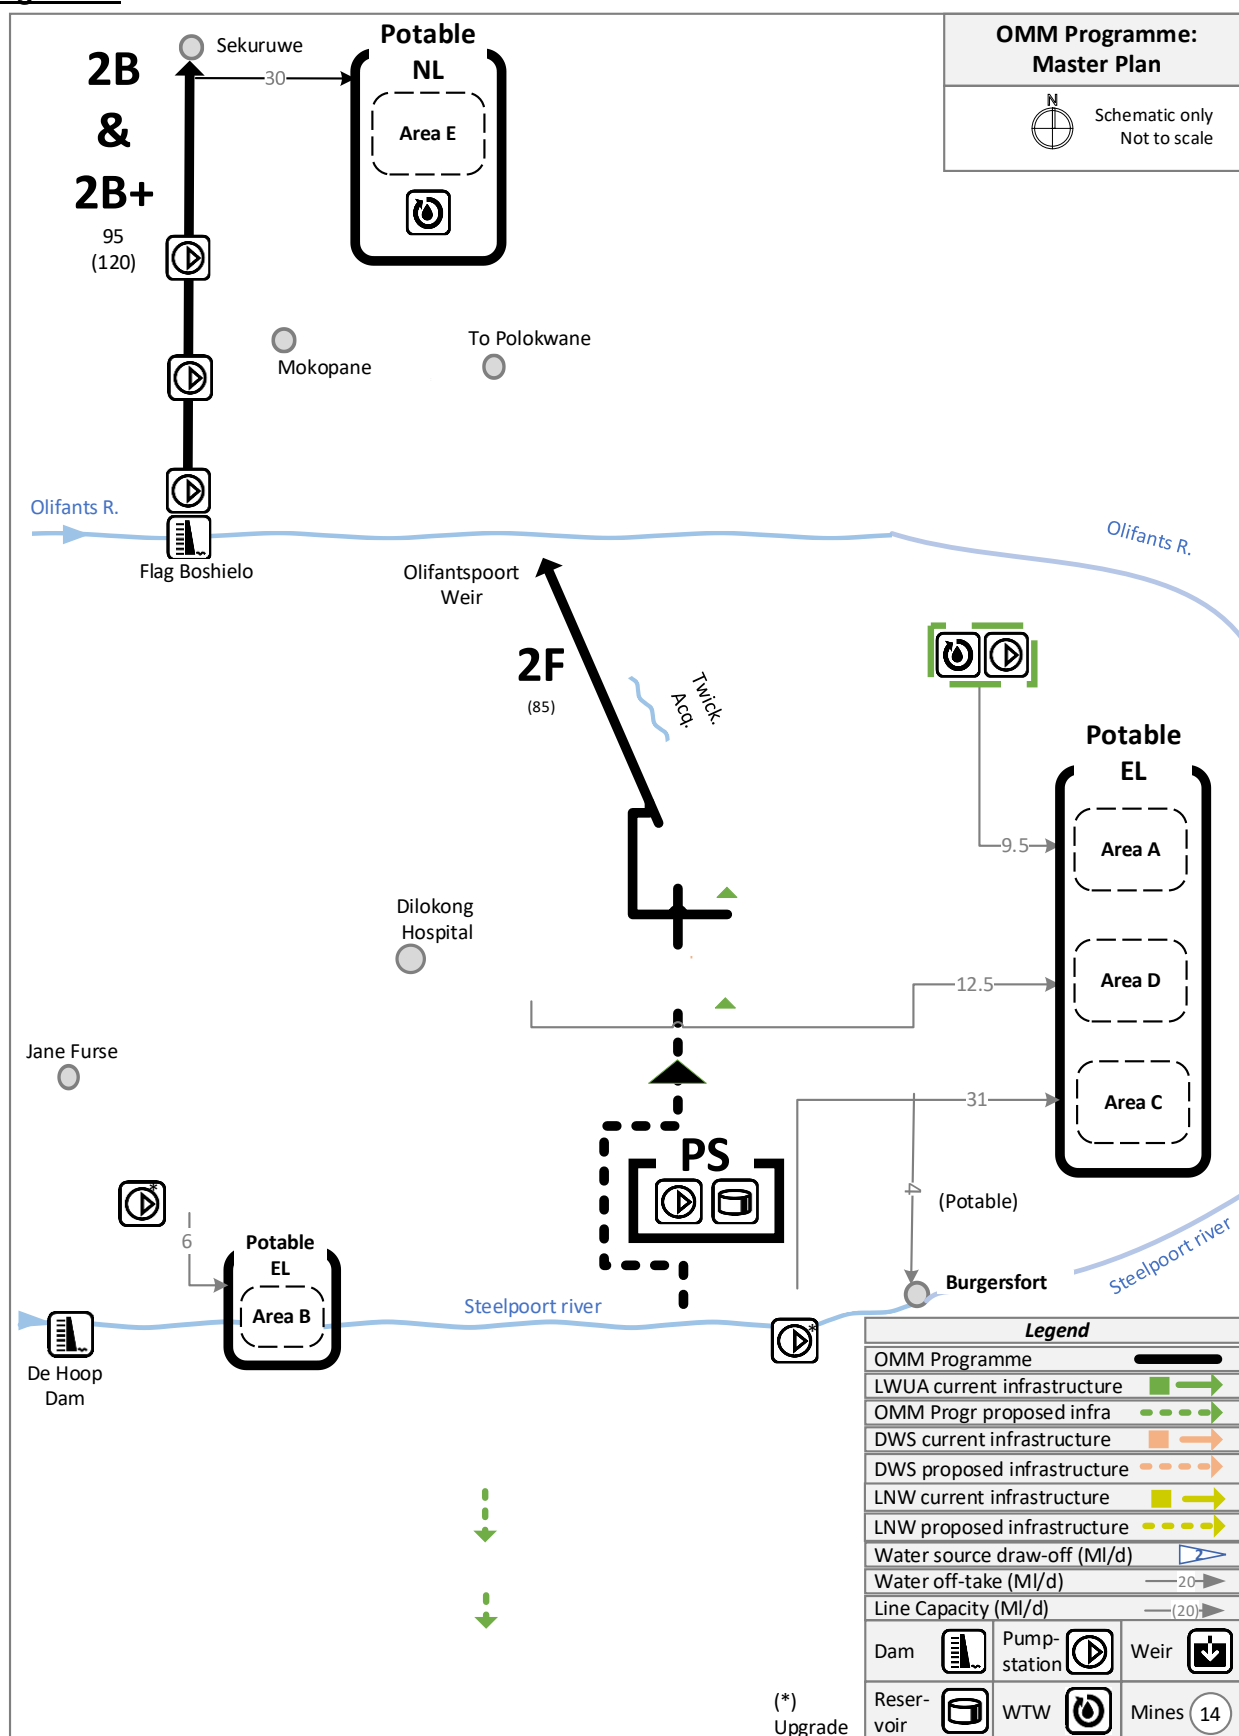 OMM Programme:
Master Plan
N
Schematic only
Not to scale
Sekuruwe
2B
&
2B+
95
(120)
30
Potable
NL
Area E
Mokopane
To Polokwane
Olifants R.
Flag Boshielo
Olifants R.
Olifantspoort
Weir
2F
(85)
Twick.
Acq.
Potable
EL
9.5
Area A
Dilokong
Hospital
12.5
Area D
Jane Furse
31
Area C
PS
4
(Potable)
*
6
Potable
EL
Area B
Steelpoort river
Burgersfort
Steelpoort river
*
De Hoop
Dam
Legend
OMM Programme
LWUA current infrastructure
OMM Progr proposed infra
DWS current infrastructure
DWS proposed infrastructure
LNW current infrastructure
LNW proposed infrastructure
Water source draw-off (Ml/d) 2
Water off-take (Ml/d) 20
Line Capacity (Ml/d) (20)
Dam
Pump-
station
Weir
Reser-
voir
WTW
Mines 14
(*)
Upgrade